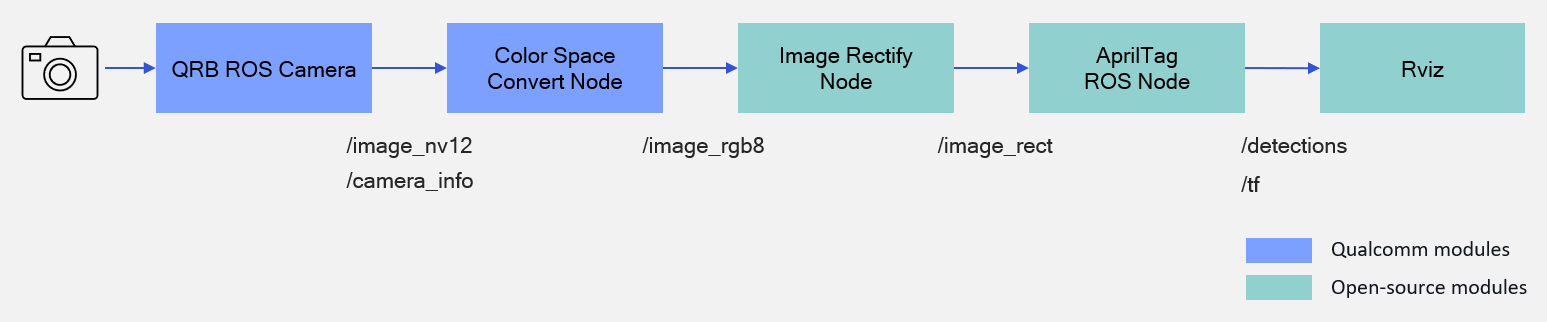 QRB ROS Camera
Color Space
Convert Node
Image Rectify
Node
AprilTag
ROS Node
Rviz
/image_nv12
/camera_info
/image_rgb8
/image_rect
/detections
/tf
Qualcomm modules
Open-source modules